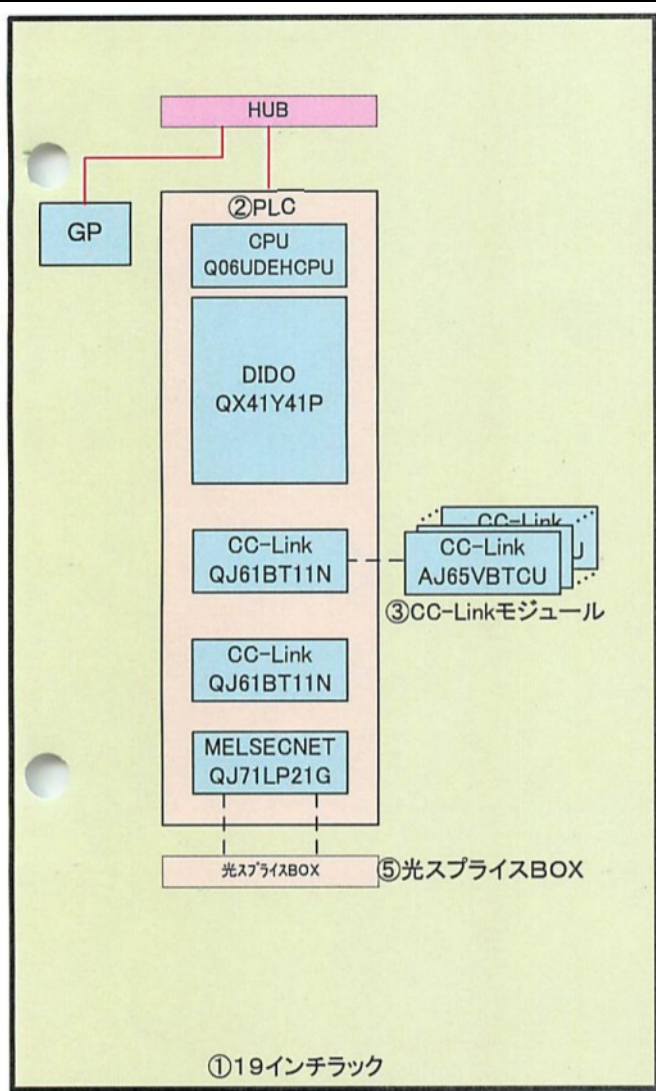 HUB
GP
②PLC
CPU
Q06UDEHCPU
DIDO
QX41Y41P
CC-Link
QJ61BT11N
CC-Link
U
CC-Link
AJ65VBTCU
③CC-Linkモジュール
CC-Link
QJ61BT11N
MELSECNET
QJ71LP21G
光スプライスBOX
⑤光スプライスBOX
①19インチラック